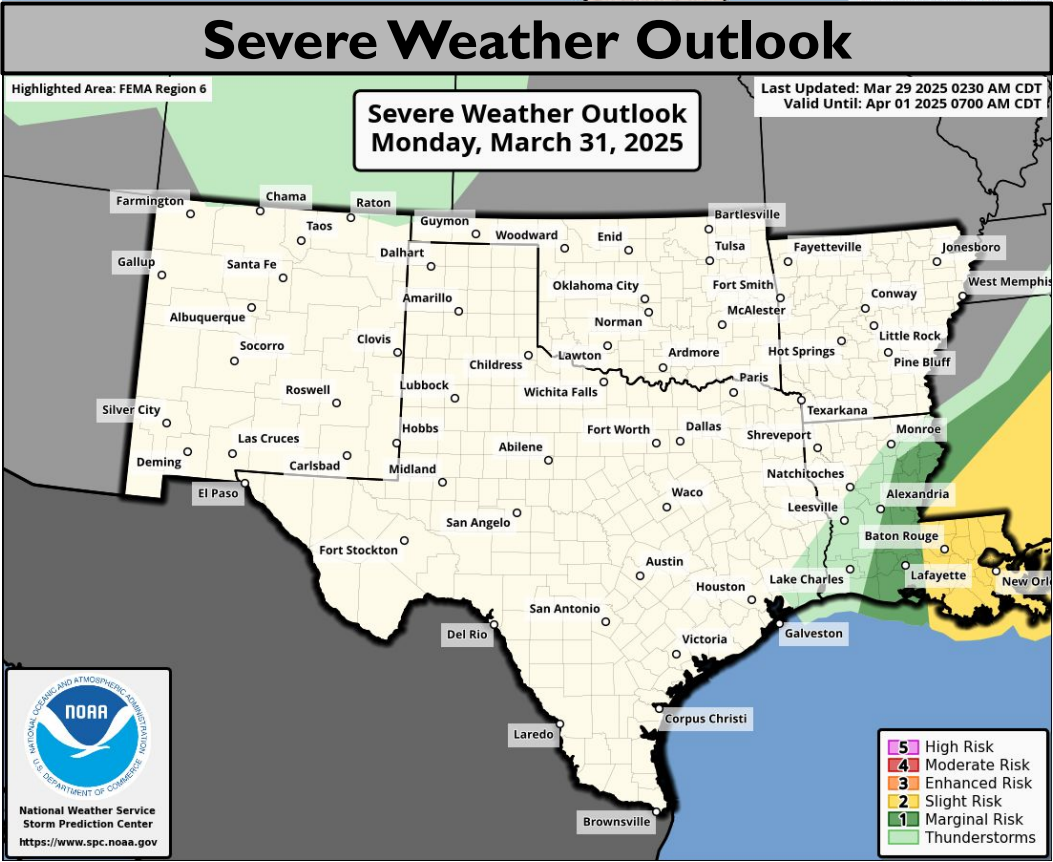 Severe Weather Outlook
Highlighted Area: FEMA Region 6
Last Updated: Mar 29 2025 0230 AM CDT
Valid Until: Apr 01 2025 0700 AM CDT
Severe Weather Outlook
Monday, March 31, 2025
Farmington
Chama
Raton
Taos
Guymon
Woodward
Enid
Bartlesville
Tulsa
Fayetteville
Jonesboro
Gallup
Santa Fe
Dalhart
Oklahoma City
Fort Smith
Conway
West Memphis
Albuquerque
Amarillo
Norman
McAlester
Little Rock
Socorro
Clovis
Childress
Lawton
Ardmore
Hot Springs
Pine Bluff
Roswell
Lubbock
Wichita Falls
Paris
Texarkana
Silver City
Las Cruces
Hobbs
Abilene
Fort Worth
Dallas
Shreveport
Monroe
Deming
Carlsbad
Midland
Natchitoches
El Paso
Waco
Leesville
Alexandria
San Angelo
Fort Stockton
Baton Rouge
Austin
Houston
Lake Charles
Lafayette
New Orl
San Antonio
Del Rio
Victoria
Galveston
Laredo
Corpus Christi
Brownsville
NATIONAL OCEANIC AND ATMOSPHERIC ADMINISTRATION
NOAA
U.S. DEPARTMENT OF COMMERCE
National Weather Service
Storm Prediction Center
https://www.spc.noaa.gov
5 High Risk
4 Moderate Risk
3 Enhanced Risk
2 Slight Risk
1 Marginal Risk
Thunderstorms